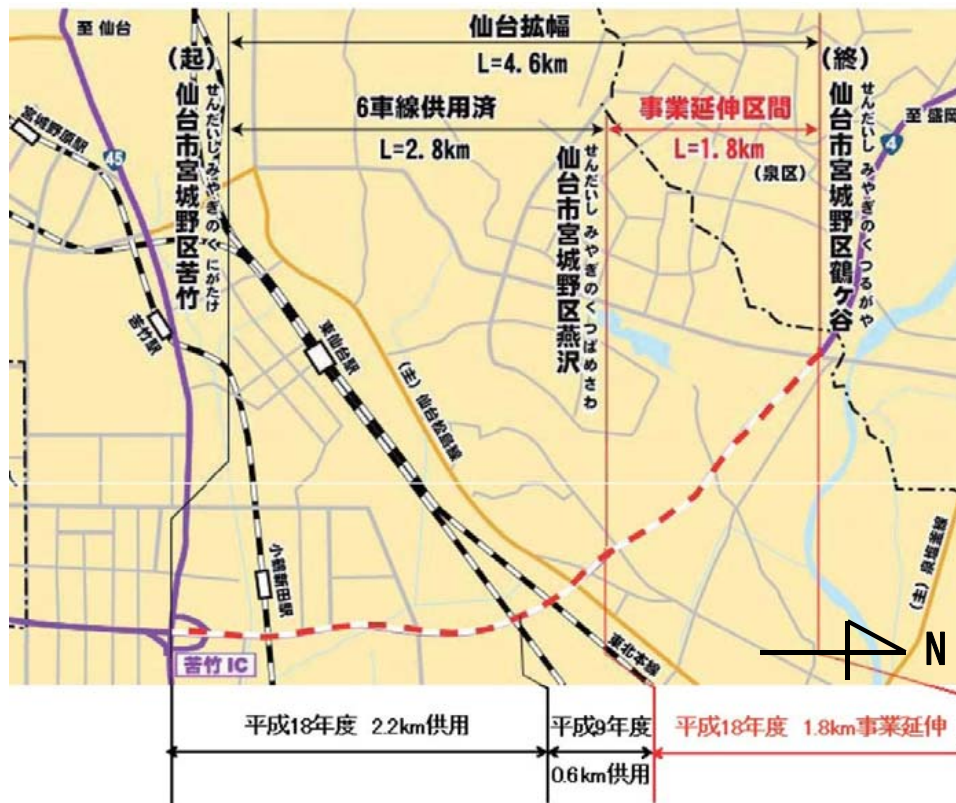 至 仙台
仙台拡幅
L=4.6km
(起)
(終)
仙台市宮城野区苦竹
せんだいし みやぎのく にがたけ
6車線供用済
L=2.8km
事業延伸区間
L=1.8km
仙台市宮城野区燕沢
せんだいし みやぎのく つばめさわ
仙台市宮城野区鶴ヶ谷
せんだいし みやぎのくつるがや
至 盛岡
4
(泉区)
宮城野原駅
45
苦竹駅
東仙台駅
(主) 仙台松島線
小鶴新田駅
(主) 泉塩釜線
東北本線
苦竹 IC
N
平成18年度 2.2km供用
平成9年度
0.6km供用
平成18年度 1.8km事業延伸